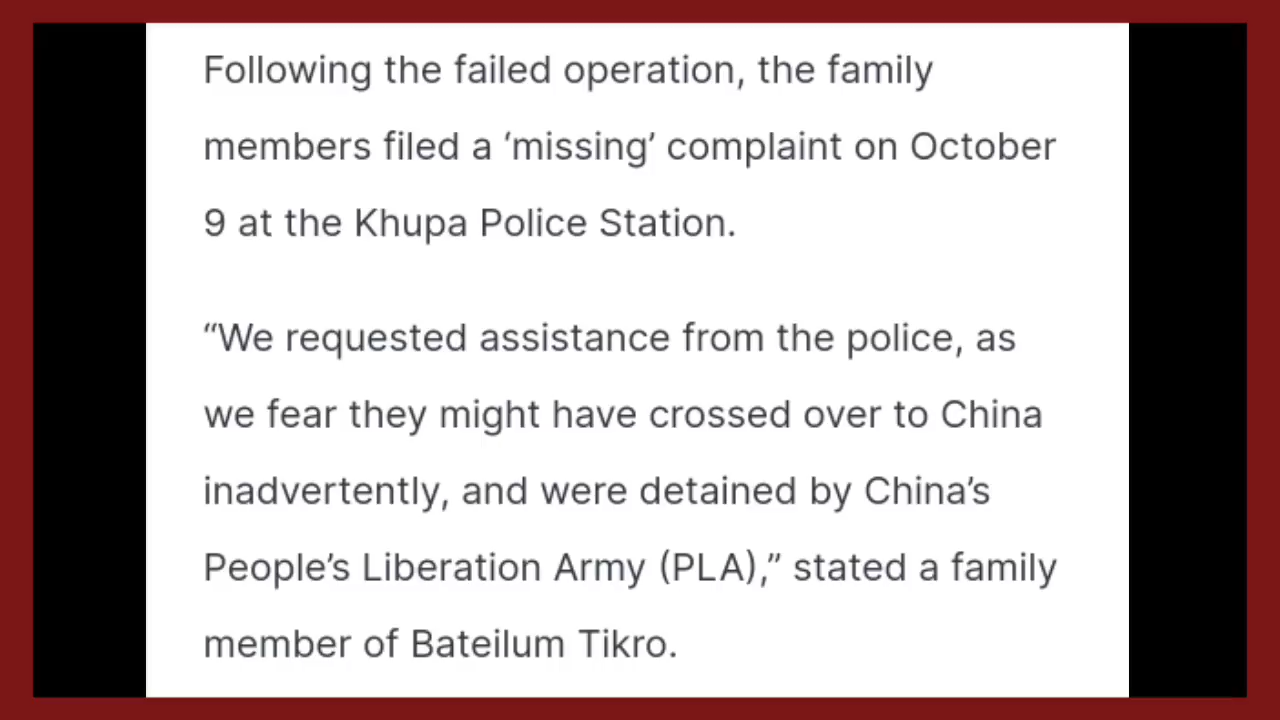 Following the failed operation, the family
members filed a ‘missing’ complaint on October
9 at the Khupa Police Station.
“We requested assistance from the police, as
we fear they might have crossed over to China
inadvertently, and were detained by China’s
People’s Liberation Army (PLA),” stated a family
member of Bateilum Tikro.